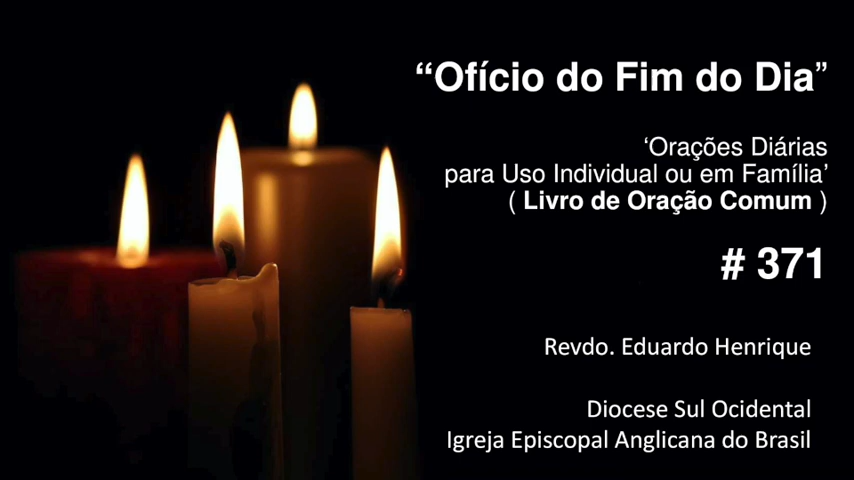 “Ofício do Fim do Dia”
‘Orações Diárias
para Uso Individual ou em Família’
( Livro de Oração Comum )
# 371
Revdo. Eduardo Henrique
Diocese Sul Ocidental
Igreja Episcopal Anglicana do Brasil